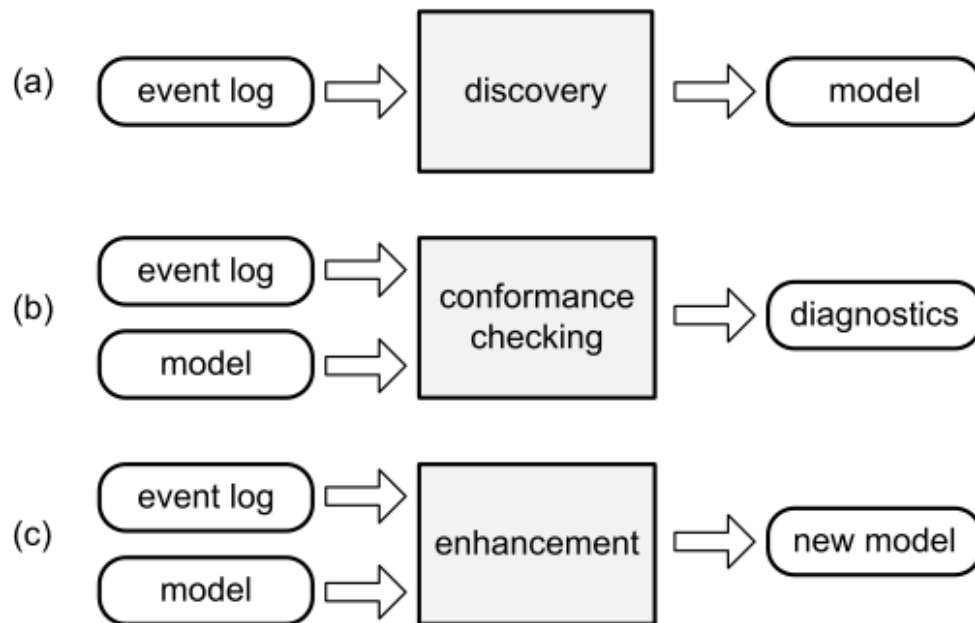 (a)
event log
discovery
model
(b)
event log
model
conformance
checking
diagnostics
(c)
event log
model
enhancement
new model